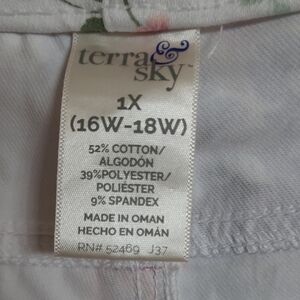 terra &
sky™
1X
(16W-18W)
52% COTTON/
ALGODÓN
39%POLYESTER/
POLIÉSTER
9% SPANDEX
MADE IN OMAN
HECHO EN OMÁN
RN# 52469 J37